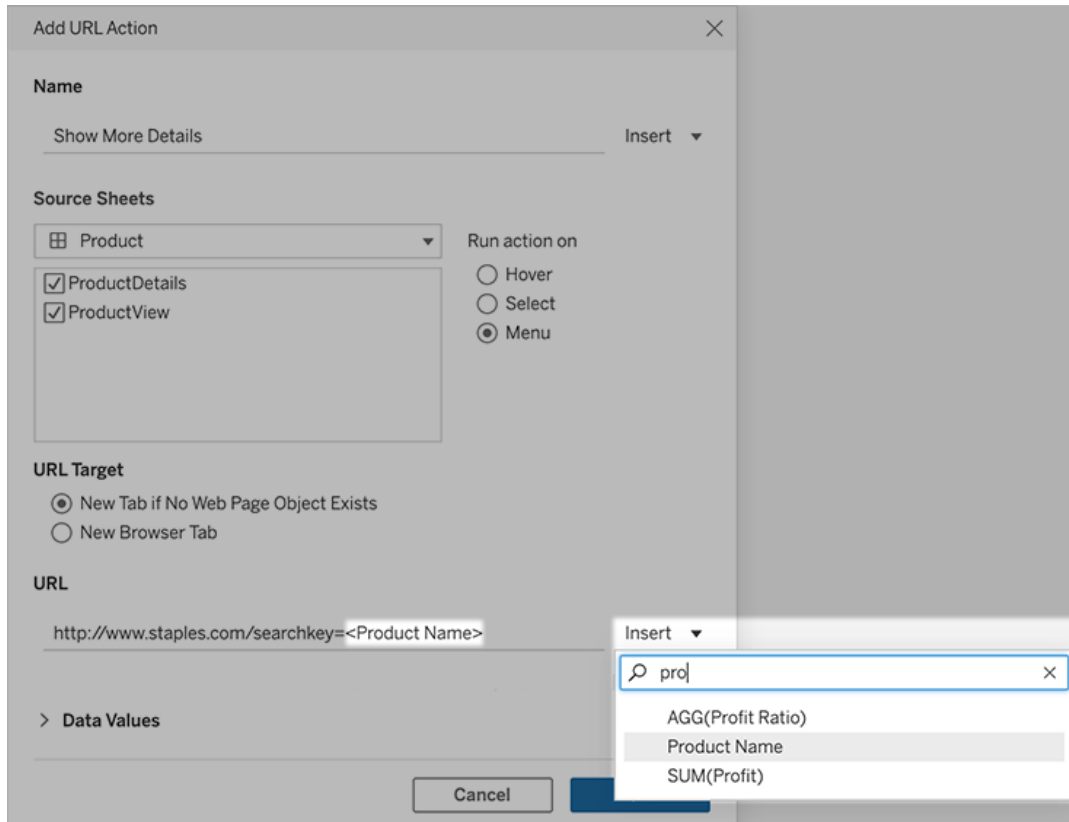 Add URL Action
Name
Show More Details
Insert
Source Sheets
Product
Run action on
ProductDetails
ProductView
Hover
Select
Menu
URL Target
New Tab if No Web Page Object Exists
New Browser Tab
URL
http://www.staples.com/searchkey=<Product Name>
Insert
pro
AGG(Profit Ratio)
Product Name
SUM(Profit)
Data Values
Cancel